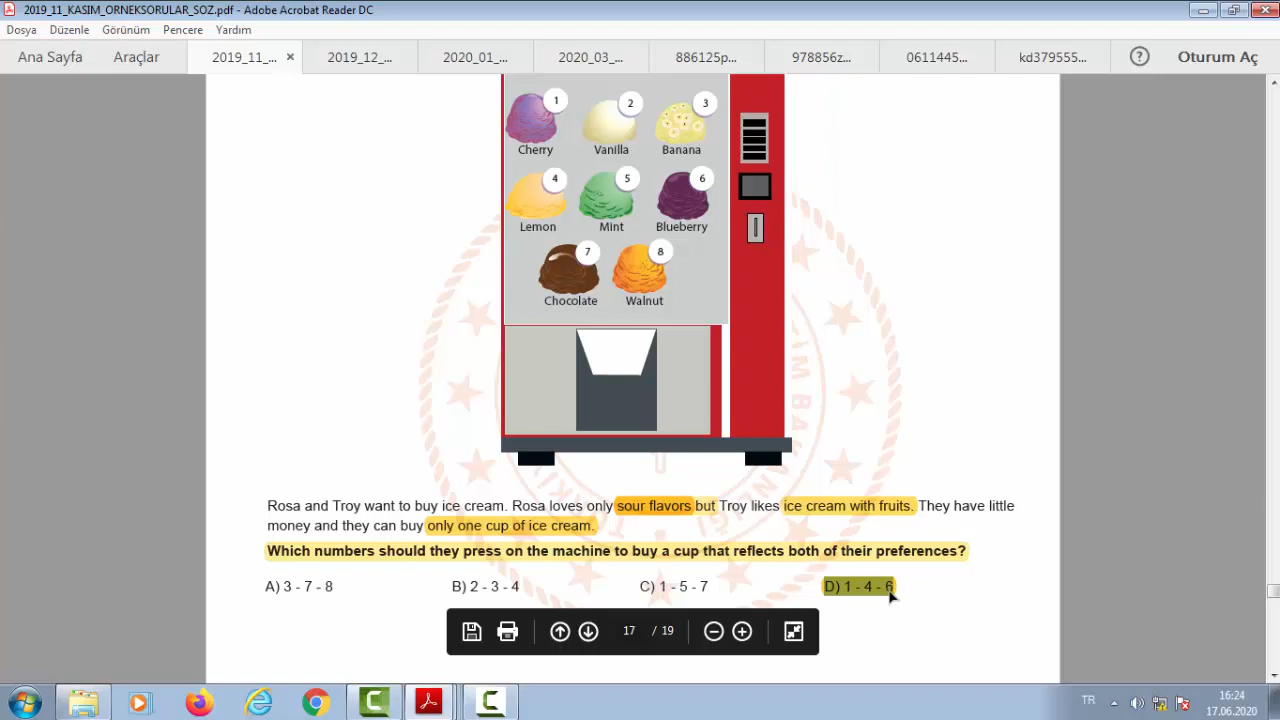 2019_11_KASIM_ORNEKSORULAR_SOZ.pdf - Adobe Acrobat Reader DC
Dosya Düzenle Görünüm Pencere Yardım
Ana Sayfa Araçlar 2019_11_... × 2019_12_... 2020_01_... 2020_03_... 886125p... 978856z... 0611445... kd379555... ? Oturum Aç
1 2 3
Cherry Vanilla Banana
4 5 6
Lemon Mint Blueberry
7 8
Chocolate Walnut
Rosa and Troy want to buy ice cream. Rosa loves only sour flavors but Troy likes ice cream with fruits. They have little
money and they can buy only one cup of ice cream.
Which numbers should they press on the machine to buy a cup that reflects both of their preferences?
A) 3 - 7 - 8 B) 2 - 3 - 4 C) 1 - 5 - 7 D) 1 - 4 - 6
17 / 19
TR 16:24
17.06.2020